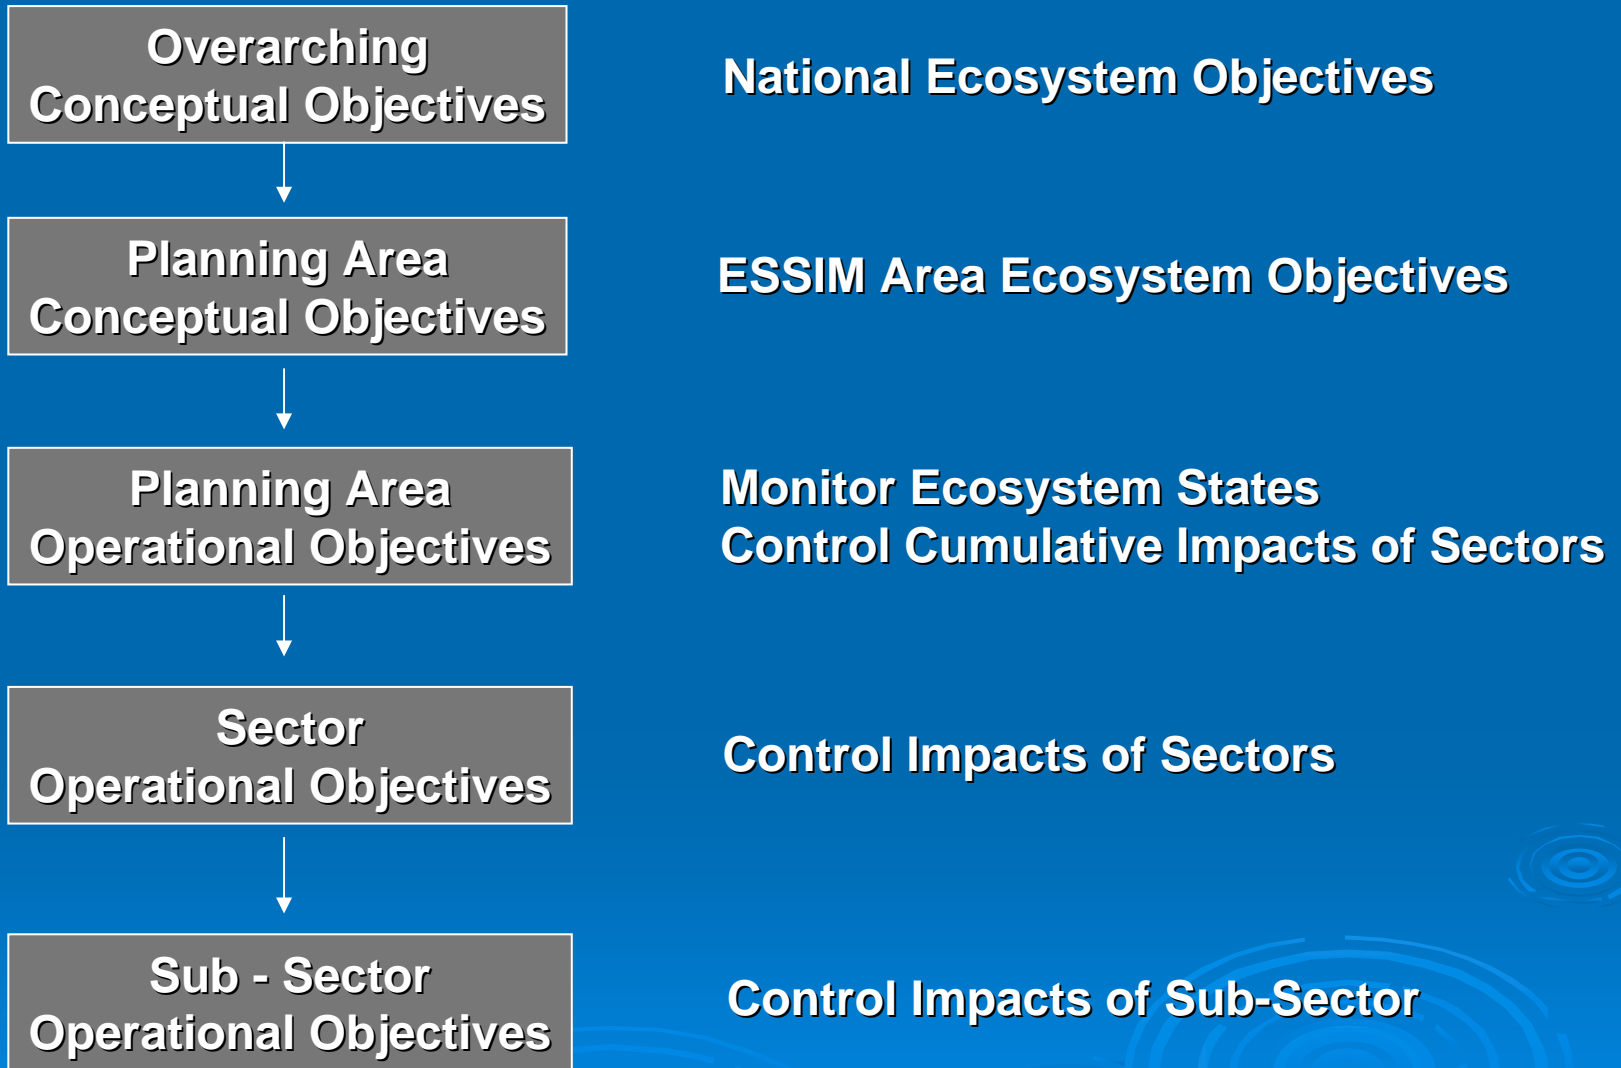 Overarching
Conceptual Objectives
National Ecosystem Objectives
Planning Area
Conceptual Objectives
ESSIM Area Ecosystem Objectives
Planning Area
Operational Objectives
Monitor Ecosystem States
Control Cumulative Impacts of Sectors
Sector
Operational Objectives
Control Impacts of Sectors
Sub - Sector
Operational Objectives
Control Impacts of Sub-Sector